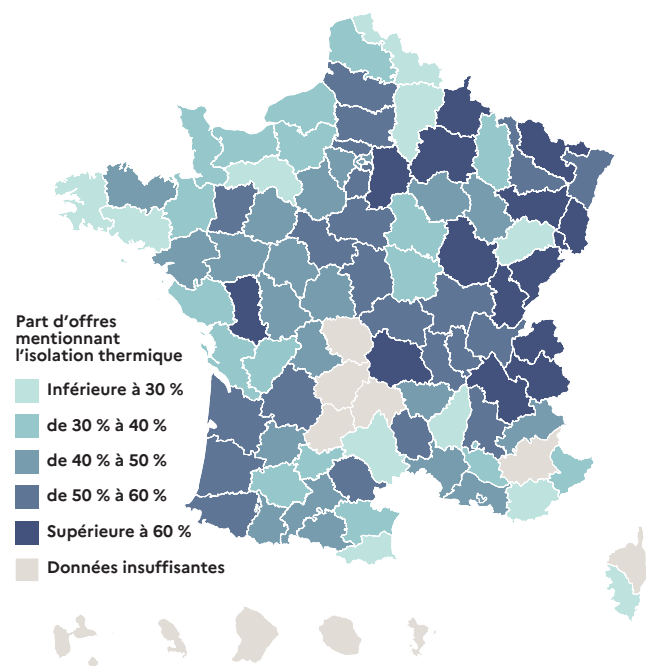 Part d’offres
mentionnant
l’isolation thermique
Inférieure à 30 %
de 30 % à 40 %
de 40 % à 50 %
de 50 % à 60 %
Supérieure à 60 %
Données insuffisantes